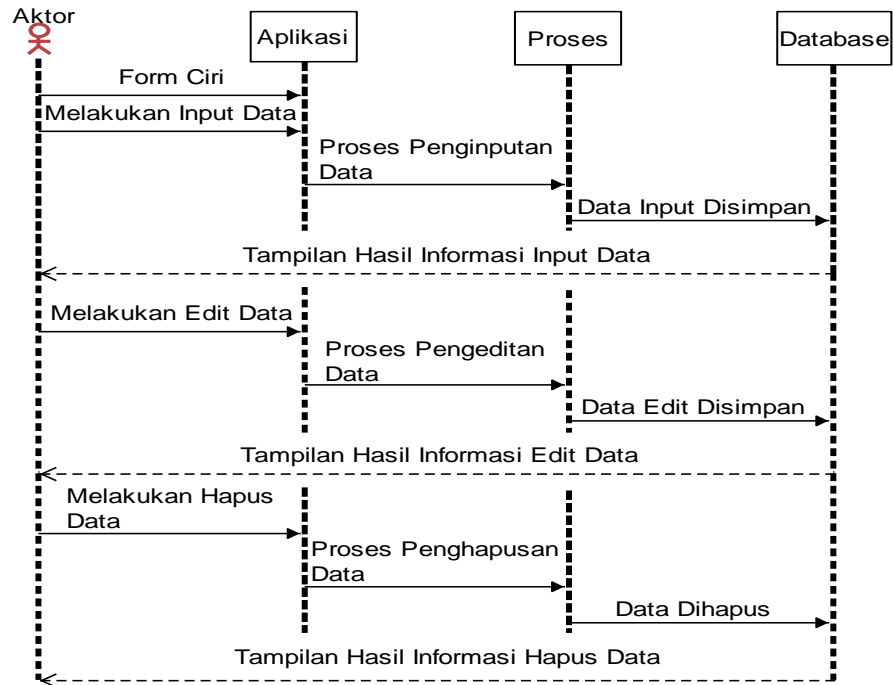 Aktor
Aplikasi
Proses
Database
Form Ciri
Melakukan Input Data
Proses Penginputan
Data
Data Input Disimpan
Tampilan Hasil Informasi Input Data
Melakukan Edit Data
Proses Pengeditan
Data
Data Edit Disimpan
Tampilan Hasil Informasi Edit Data
Melakukan Hapus
Data
Proses Penghapusan
Data
Data Dihapus
Tampilan Hasil Informasi Hapus Data